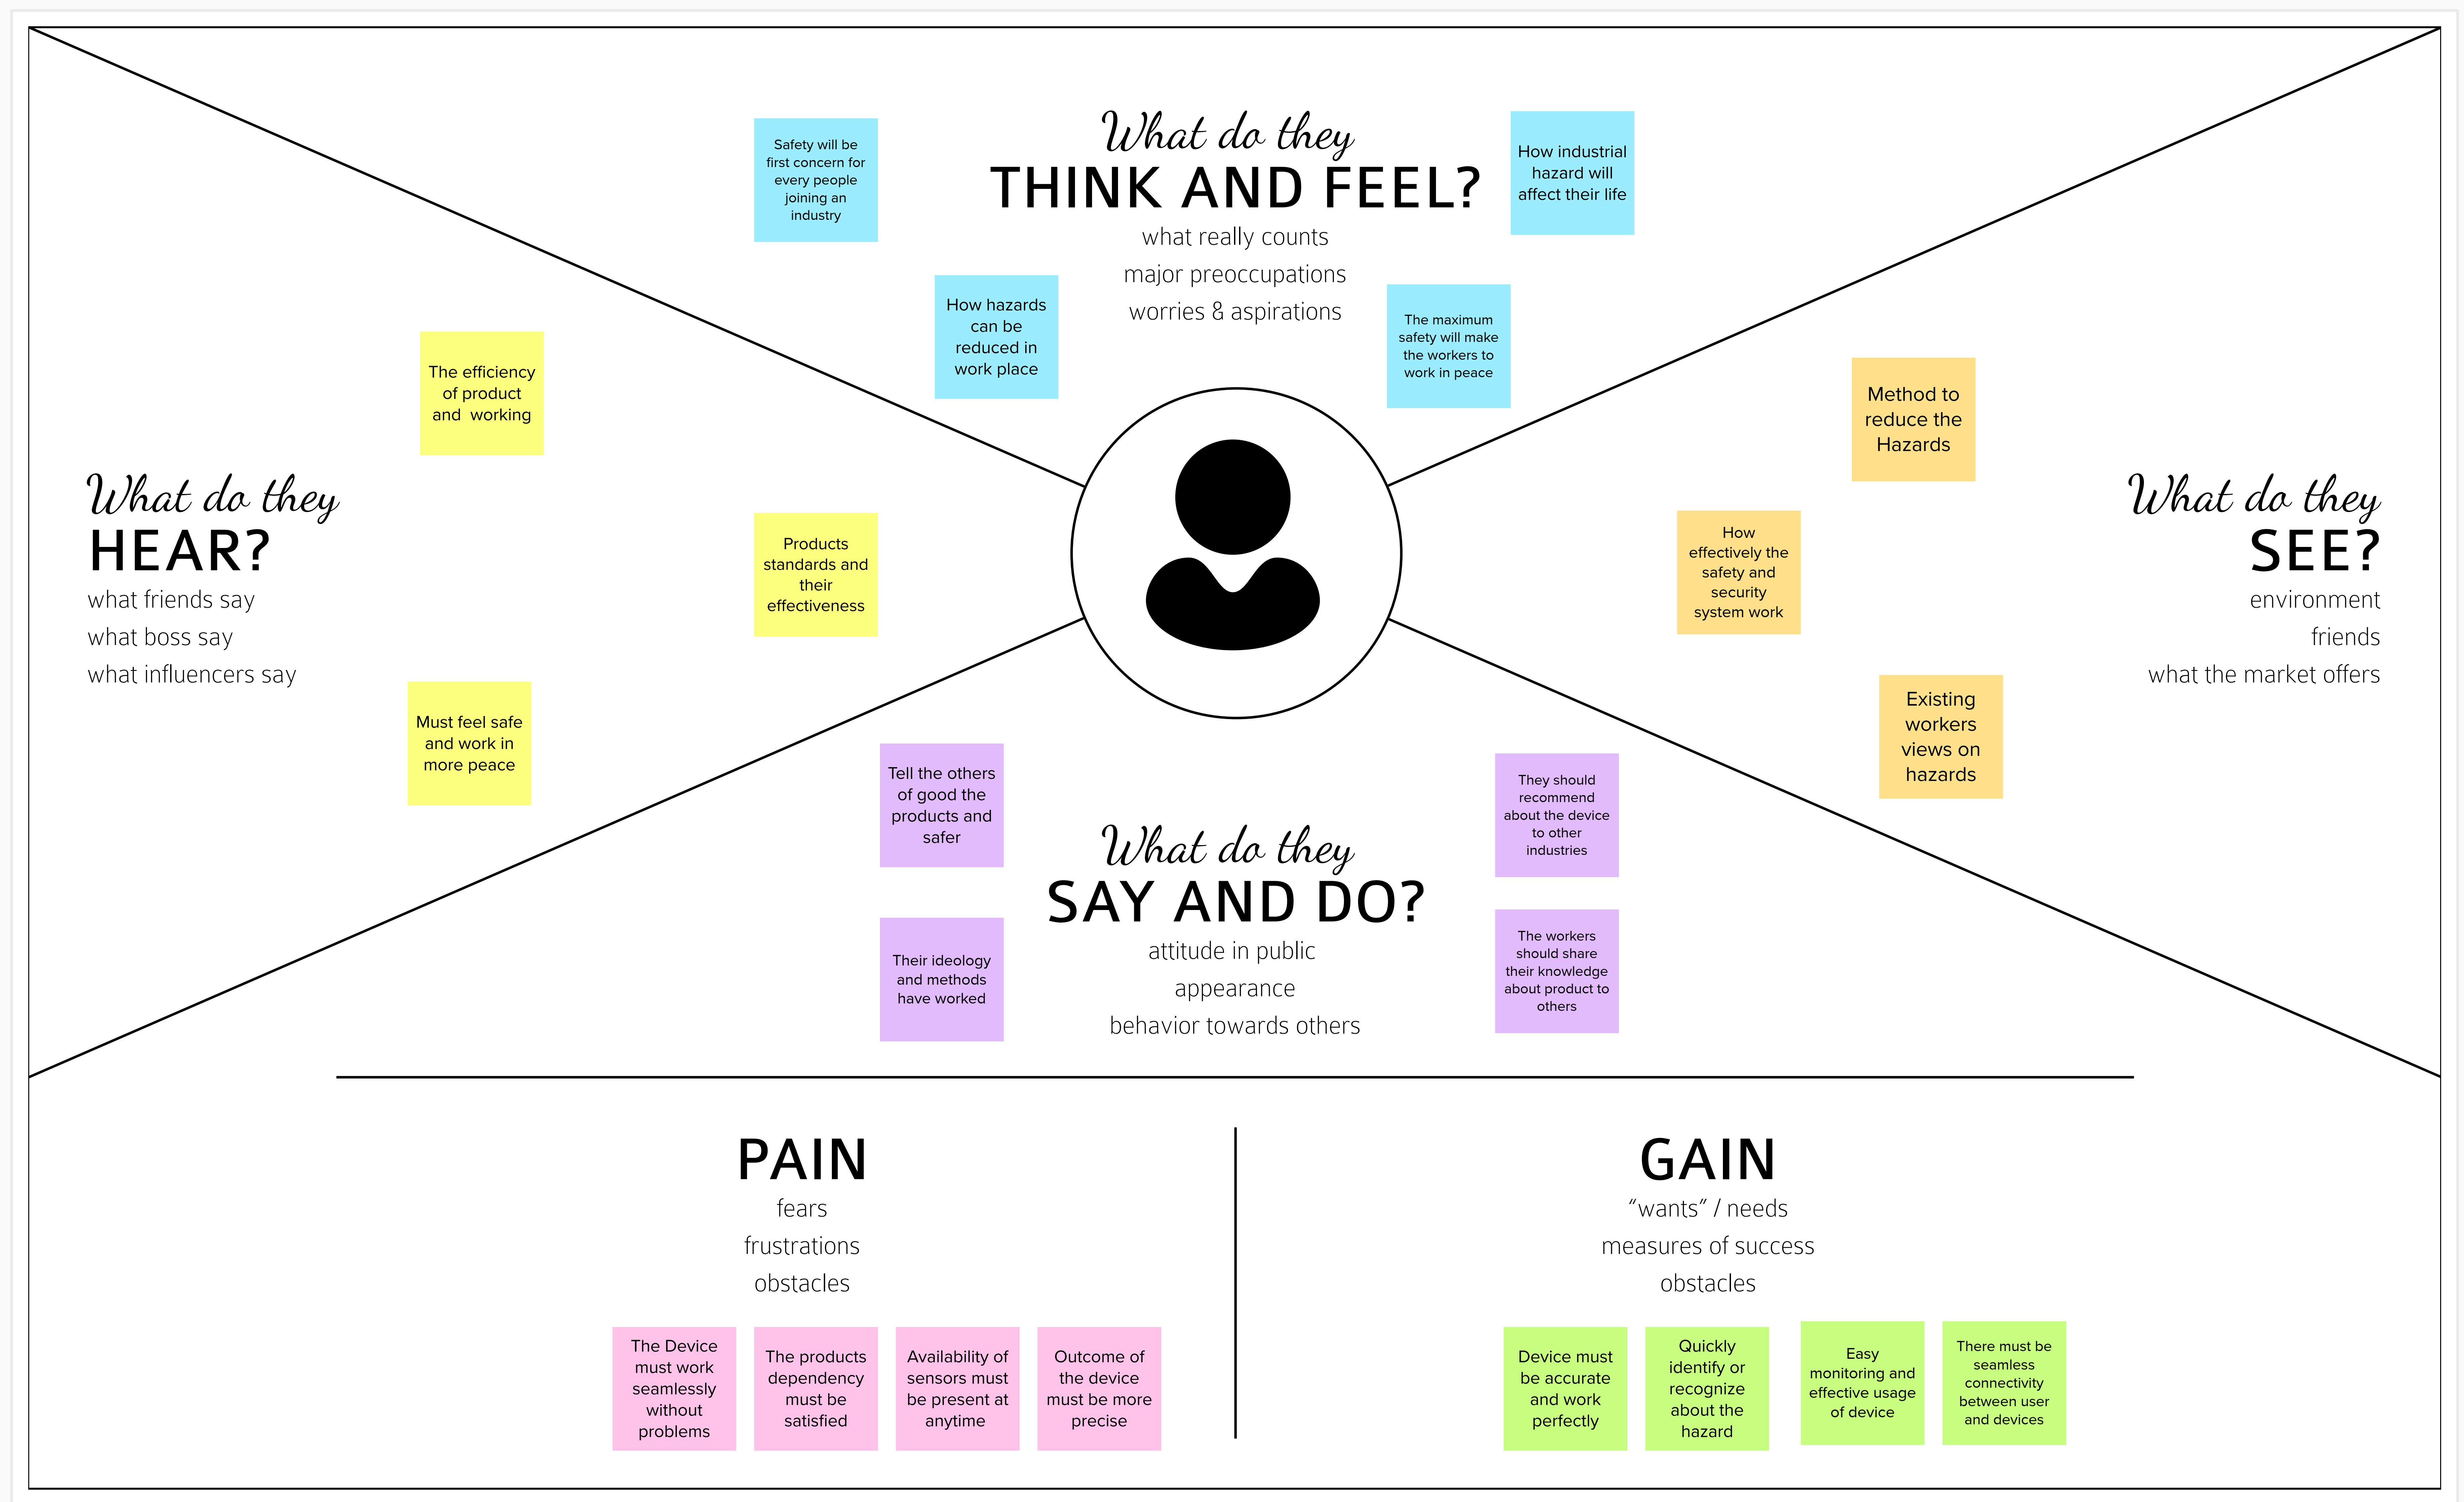 What do they
THINK AND FEEL?
what really counts
major preoccupations
worries & aspirations
Safety will be
first concern for
every people
joining an
industry
How hazards
can be
reduced in
work place
How industrial
hazard will
affect their life
The maximum
safety will make
the workers to
work in peace
What do they
HEAR?
what friends say
what boss say
what influencers say
The efficiency
of product
and  working
Products
standards and
their
effectiveness
Must feel safe
and work in
more peace
What do they
SEE?
environment
friends
what the market offers
Method to
reduce the
Hazards
How
effectively the
safety and
security
system work
Existing
workers
views on
hazards
What do they
SAY AND DO?
attitude in public
appearance
behavior towards others
Tell the others
of good the
products and
safer
Their ideology
and methods
have worked
They should
recommend
about the device
to other
industries
The workers
should share
their knowledge
about product to
others
PAIN
fears
frustrations
obstacles
The Device
must work
seamlessly
without
problems
The products
dependency
must be
satisfied
Availability of
sensors must
be present at
anytime
Outcome of
the device
must be more
precise
GAIN
“wants” / needs
measures of success
obstacles
Device must
be accurate
and work
perfectly
Quickly
identify or
recognize
about the
hazard
Easy
monitoring and
effective usage
of device
There must be
seamless
connectivity
between user
and devices